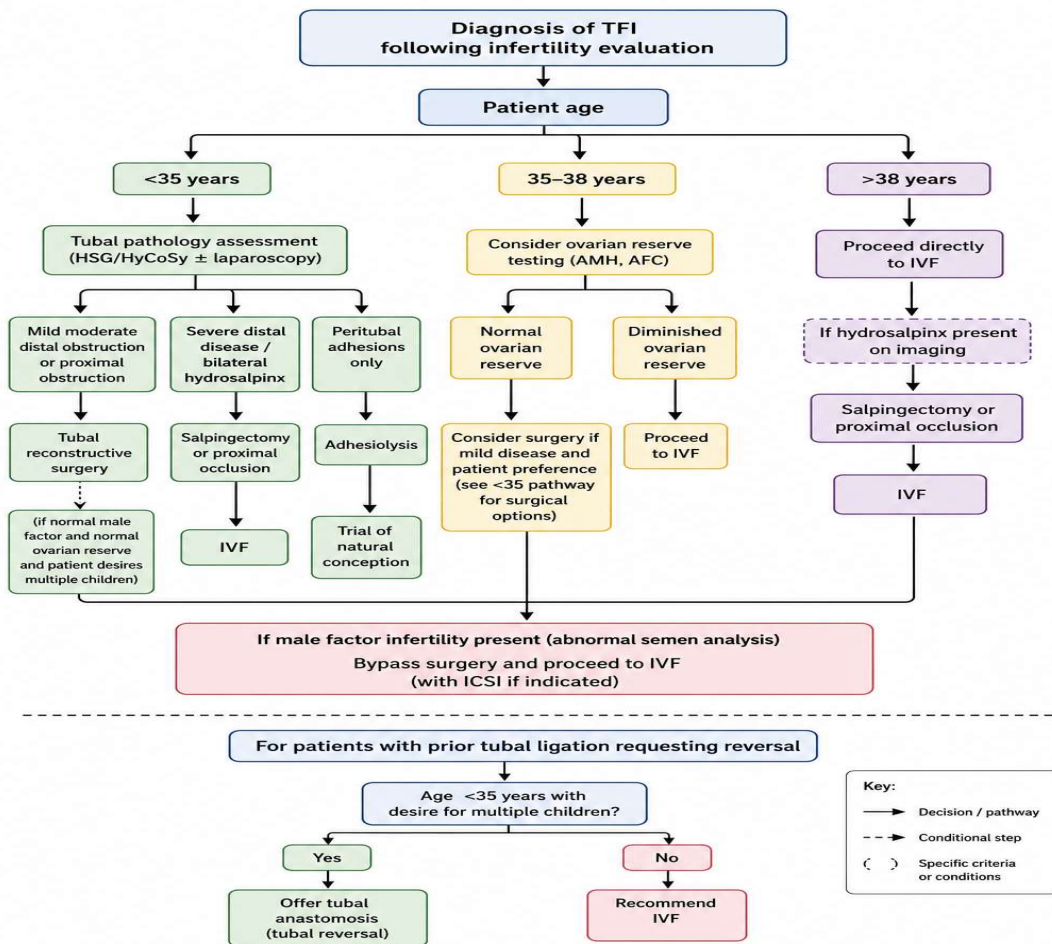 Diagnosis of TFI
following infertility evaluation
Patient age
<35 years
35–38 years
>38 years
Tubal pathology assessment
(HSG/HyCoSy ± laparoscopy)
Consider ovarian reserve
testing (AMH, AFC)
Proceed directly
to IVF
Mild moderate
distal obstruction
or proximal
obstruction
Severe distal
disease /
bilateral
hydrosalpinx
Peritubal
adhesions
only
Normal
ovarian
reserve
Diminished
ovarian
reserve
If hydrosalpinx present
on imaging
Tubal
reconstructive
surgery
Salpingectomy
or proximal
occlusion
Adhesiolysis
Consider surgery if
mild disease and
patient preference
(see <35 pathway
for surgical
options)
Proceed
to IVF
Salpingectomy or
proximal occlusion
(if normal male
factor and normal
ovarian reserve
and patient desires
multiple children)
IVF
Trial of
natural
conception
IVF
If male factor infertility present (abnormal semen analysis)
Bypass surgery and proceed to IVF
(with ICSI if indicated)
For patients with prior tubal ligation requesting reversal
Age <35 years with
desire for multiple children?
Yes
No
Offer tubal
anastomosis
(tubal reversal)
Recommend
IVF
Key:
Decision / pathway
Conditional step
Specific criteria
or conditions